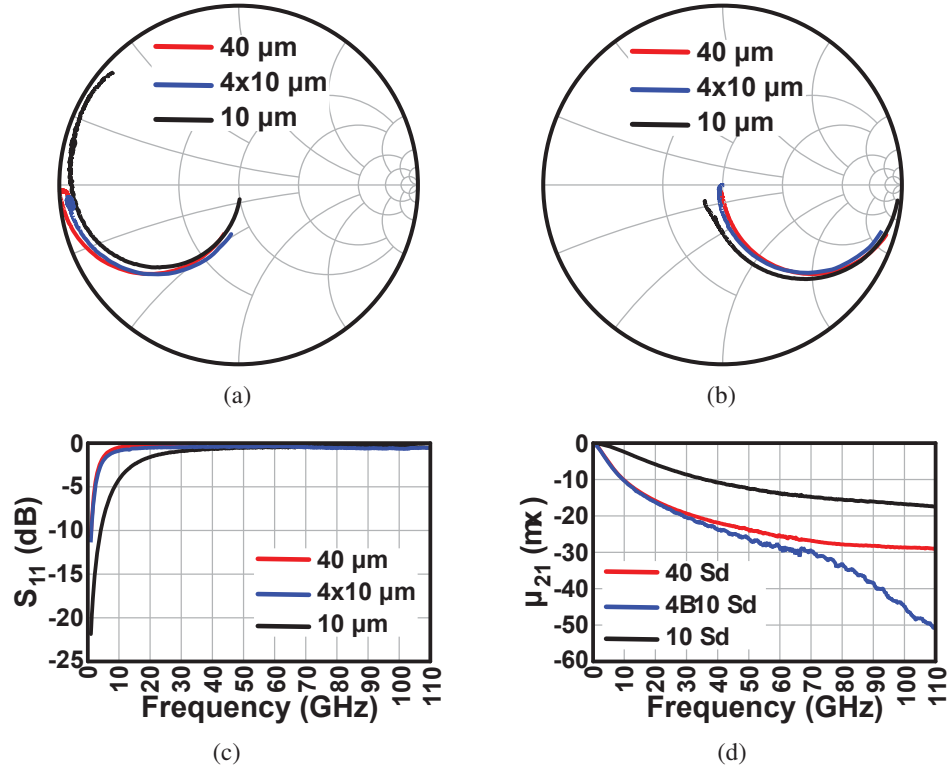 40 µm
4x10 µm
10 µm
40 µm
4x10 µm
10 µm
(a)
(b)
S11 (dB)
0
-5
-10
-15
-20
-25
40 µm
4x10 µm
10 µm
0 10 20 30 40 50 60 70 80 90 100 110
Frequency (GHz)
(c)
µ21 (mx)
0
-10
-20
-30
-40
-50
-60
40 Sd
4B10 Sd
10 Sd
0 10 20 30 40 50 60 70 80 90 100 110
Frequency (GHz)
(d)